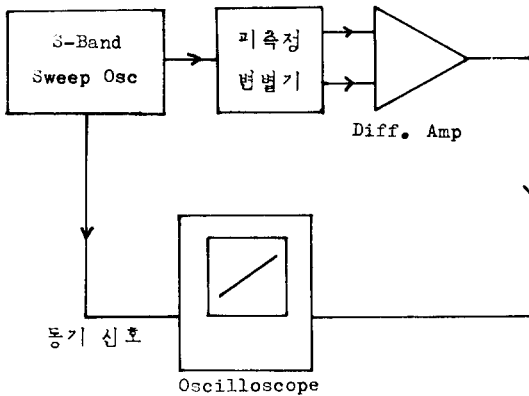 S-Band
Sweep Osc
피측정
변별기
Diff. Amp
동기 신호
Oscilloscope